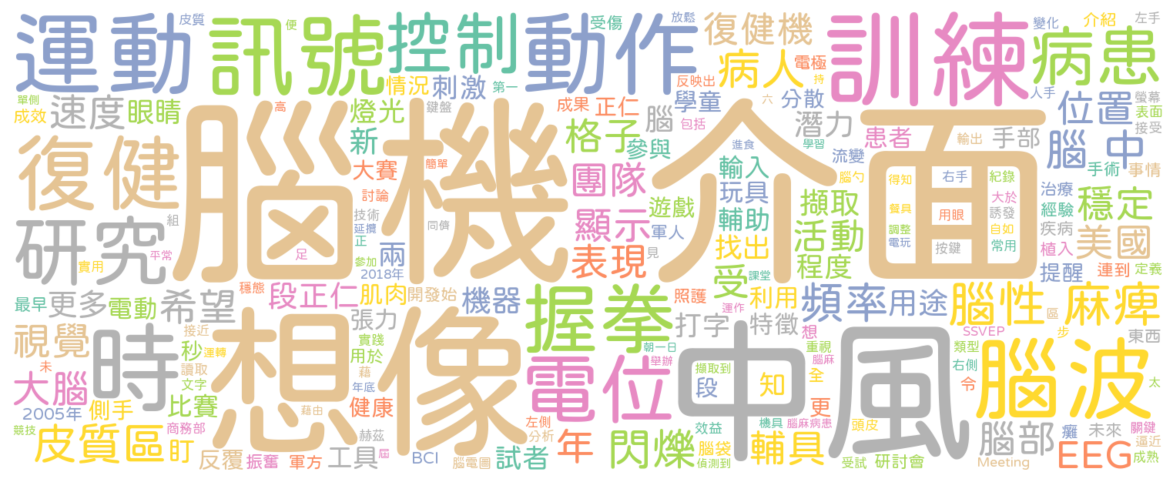 腦機介面
想像
中風
運動
訊號
控制
動作
訓練
復健機
病人
病患
復健
研究
時
握拳
電位
腦波
腦性麻痺
皮質
便
受傷
放鬆
變化
介紹
左手
情況
刺激
第一
電極
反映出
持
人手
螢幕
表面
接受
單側
成效
速度
眼睛
高
燈光
鍵盤
成果
正仁
學童
分散
六
位置
新
格子
腦
包括
潛力
患者
手部
輸出
腦中
大賽
簡單
參與
進食
學習
流變
手術
事情
討論
團隊
輸入
腦勺
得知
右手
紀錄
治療
組
技術
問儕
顯示
玩具
擷取
餐具
用眼
大於
誘發
經驗
穩定
延攬
遊戲
輔助
調整
自如
疾病
足
正
兩
軍人
活動
電玩
按鍵
常用
植入
美國
實用
平常
參加
2018年
表現
見
找出
程度
提醒
連到
定義
受
課堂
最早
更多
電動
希望
穩態
段正仁
肌肉
開發始
機器
照護
運作
利用
頻率
用途
視覺
接近
秒
運轉
張力
實踐
用於
朝一日
打字
特徵
想
重視
SSVEP
區
步
東西
未
讀取
文字
藉
年底
舉辦
擷取到
腦麻
類型
右側
大腦
2005年
側手
比賽
商務部
藉由
健康
段
知
全
令
太
競技
皮質區
盯
反覆
振奮
赫茲
軍方
工具
屆
BCI
左側
分析
腦電圖
試者
年
閃爍
更
機具
腦麻病患
效益
腦袋
偵測到
頭皮
輔具
受試
研討會
腦部
癱
未來
關鍵
逼近
Meeting
EEG
成熟